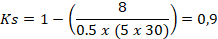 Ks = 1 − (8 / 0.5 x (5 x 30)) = 0,9